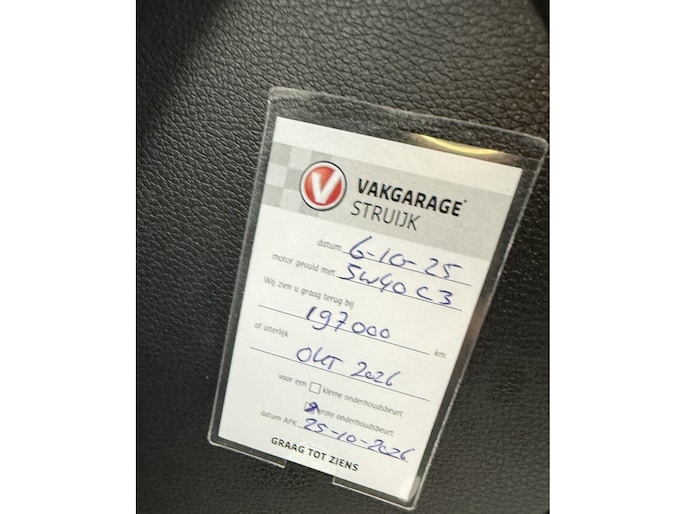 VAKGARAGE
STRUIJK
datum 6-10-25
motor gevuld met 5W40 C3
Wij zien u graag terug bij
197000 km
of uiterlijk
Okt 2026
voor een kleine onderhoudsbeurt
grote onderhoudsbeurt
datum APK 25-10-2026
GRAAG TOT ZIENS